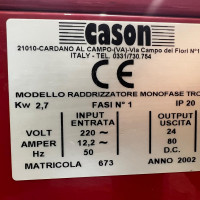 cason
21010-CARDANO AL CAMPO-(VA)-Via Campo dei Fiori N°1
ITALY - TEL. 0331/730.754
CE
MODELLO RADDRIZZATORE MONOFASE TRO
Kw 2,7 FASI N° 1 IP 20
INPUT ENTRATA OUTPUT USCITA
VOLT 220 ~ 24
AMPER 12,2 ~ 80
Hz 50 D.C.
MATRICOLA 673 ANNO 2002